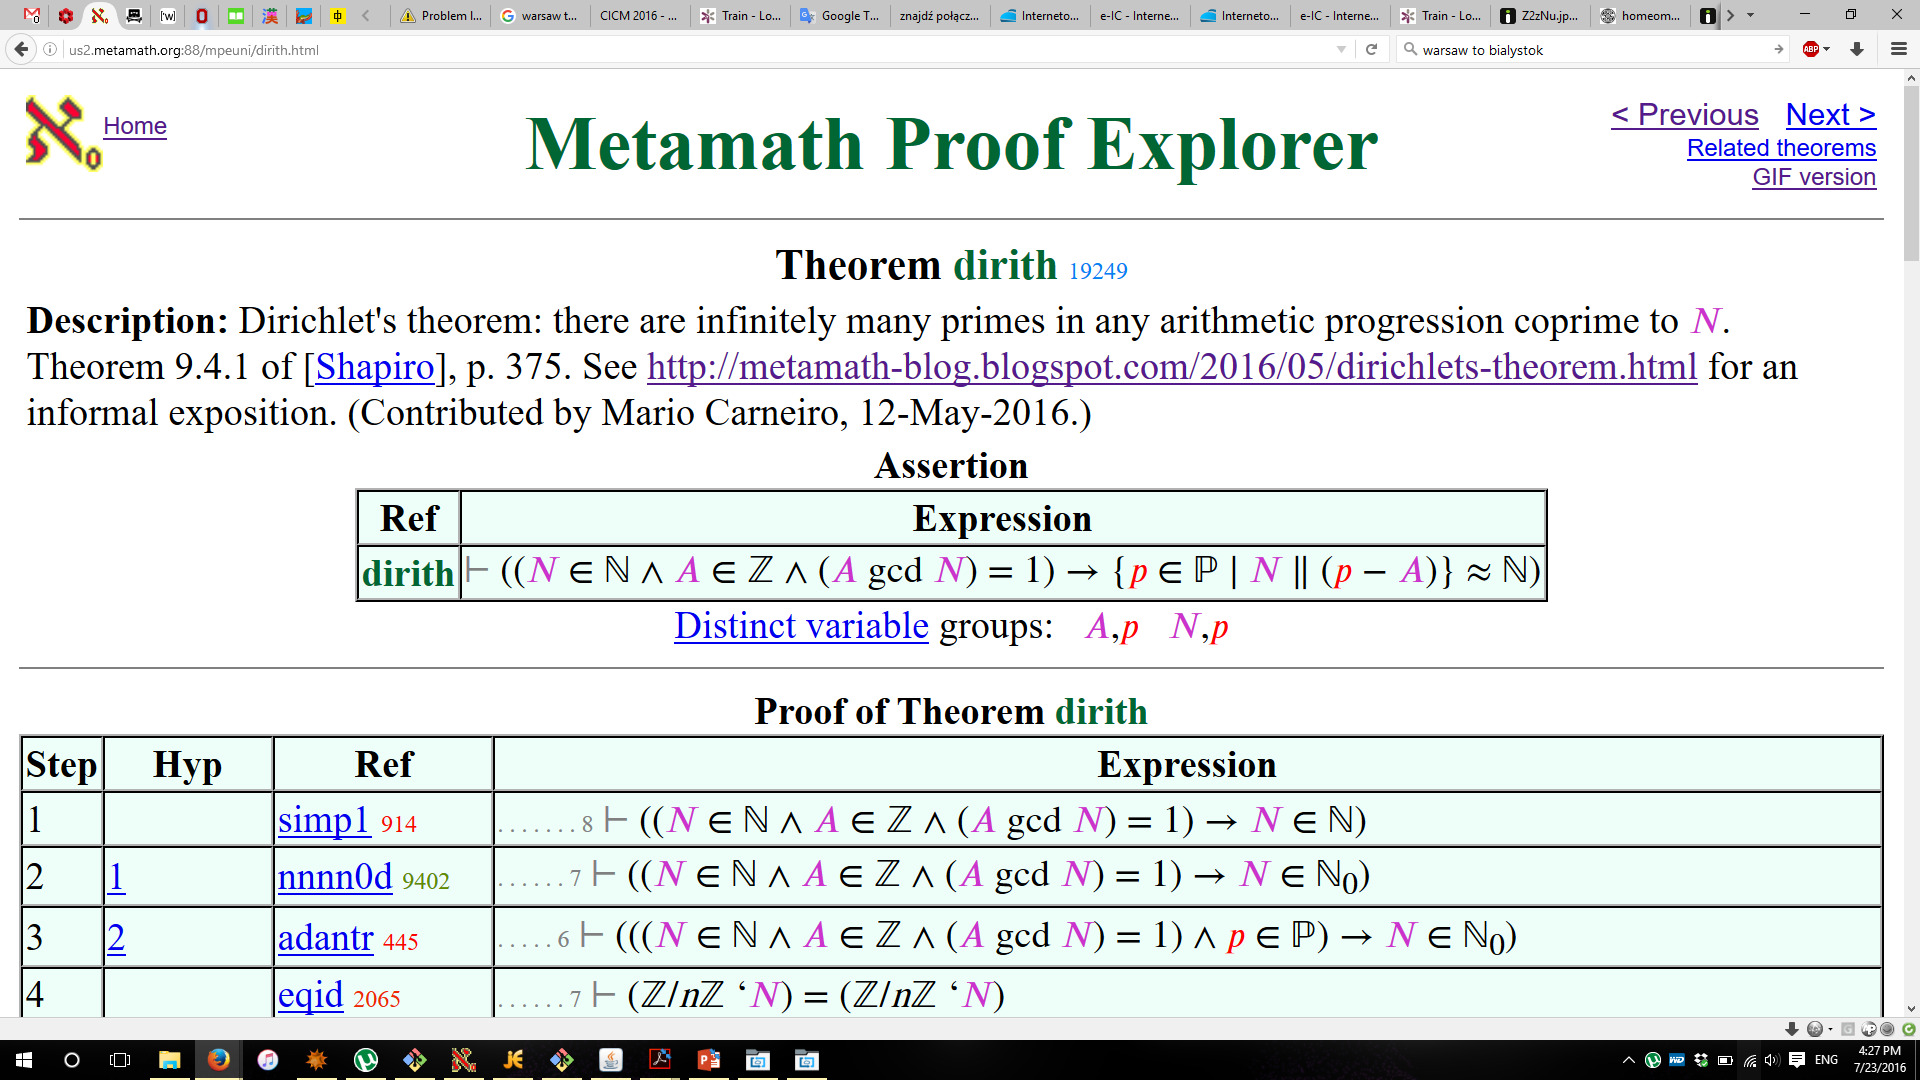 Problem l...
warsaw t...
CICM 2016 - ...
Train - Lo...
Google T...
znajdź połącz...
Interneto...
e-IC - Interne...
Interneto...
e-IC - Interne...
Train - Lo...
Z2zNu.jp...
homeom...
us2.metamath.org:88/mpeuni/dirith.html
warsaw to bialystok
ABP
Home
Metamath Proof Explorer
< Previous Next >
Related theorems
GIF version
Theorem dirith 19249
Description: Dirichlet's theorem: there are infinitely many primes in any arithmetic progression coprime to N.
Theorem 9.4.1 of [Shapiro], p. 375. See http://metamath-blog.blogspot.com/2016/05/dirichlets-theorem.html for an
informal exposition. (Contributed by Mario Carneiro, 12-May-2016.)
Assertion
Ref Expression
dirith ⊢ ((N ∈ ℕ ∧ A ∈ ℤ ∧ (A gcd N) = 1) → {p ∈ ℙ ∣ N ∥ (p − A)} ≈ ℕ)
Distinct variable groups: A,p N,p
Proof of Theorem dirith
Step Hyp Ref Expression
1 simp1 914 . . . . . . . 8 ⊢ ((N ∈ ℕ ∧ A ∈ ℤ ∧ (A gcd N) = 1) → N ∈ ℕ)
2 1 nnnn0d 9402 . . . . . . 7 ⊢ ((N ∈ ℕ ∧ A ∈ ℤ ∧ (A gcd N) = 1) → N ∈ ℕ₀)
3 2 adantr 445 . . . . . 6 ⊢ (((N ∈ ℕ ∧ A ∈ ℤ ∧ (A gcd N) = 1) ∧ p ∈ ℙ) → N ∈ ℕ₀)
4 eqid 2065 . . . . . . 7 ⊢ (ℤ/nℤ ‘N) = (ℤ/nℤ ‘N)
ENG
4:27 PM
7/23/2016